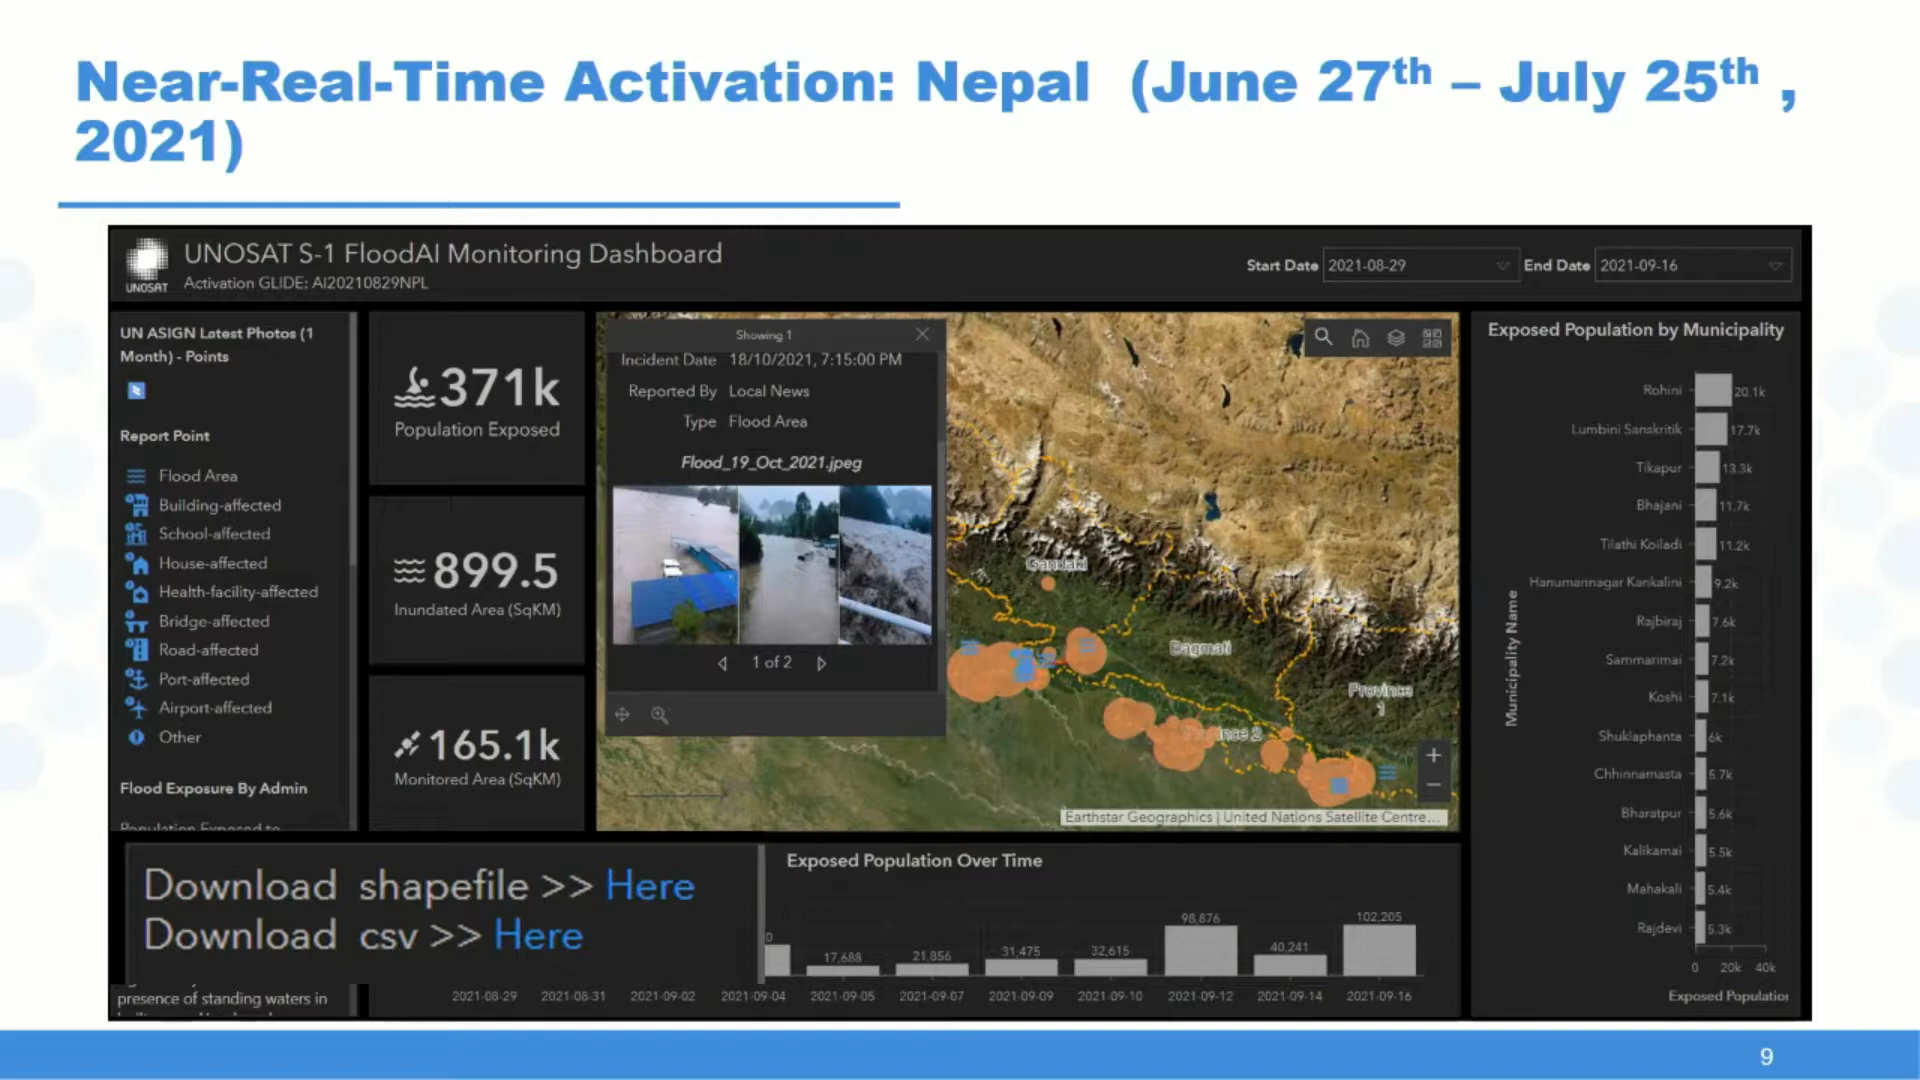 Near-Real-Time Activation: Nepal (June 27th – July 25th ,
2021)
UNOSAT
UNOSAT S-1 FloodAI Monitoring Dashboard
Activation GLIDE: AI20210829NPL
Start Date 2021-08-29 End Date 2021-09-16
UN ASIGN Latest Photos (1
Month) - Points
Report Point
Flood Area
Building-affected
School-affected
House-affected
Health-facility-affected
Bridge-affected
Road-affected
Port-affected
Airport-affected
Other
Flood Exposure By Admin
Population Exposed to
371k
Population Exposed
899.5
Inundated Area (SqKM)
165.1k
Monitored Area (SqKM)
Showing 1
Incident Date 18/10/2021, 7:15:00 PM
Reported By Local News
Type Flood Area
Flood_19_Oct_2021.jpeg
1 of 2
Gandaki
Bagmati
Province
1
ince 2
Earthstar Geographics | United Nations Satellite Centre...
Exposed Population by Municipality
Municipality Name
Rohini 20.1k
Lumbini Sanskritik 17.7k
Tikapur 13.3k
Bhajani 11.7k
Tilathi Koiladi 11.2k
Hanumannagar Kankalini 9.2k
Rajbiraj 7.6k
Sammarimai 7.2k
Koshi 7.1k
Shuklaphanta 6k
Chhinnamasta 5.7k
Bharatpur 5.6k
Kalikamai 5.5k
Mahakali 5.4k
Rajdevi 5.3k
0 20k 40k
Exposed Population
Download shapefile >> Here
Download csv >> Here
presence of standing waters in
Exposed Population Over Time
0 17,688 21,856 31,475 32,615 98,876 40,241 102,205
2021-08-29 2021-08-31 2021-09-02 2021-09-04 2021-09-05 2021-09-07 2021-09-09 2021-09-10 2021-09-12 2021-09-14 2021-09-16
9